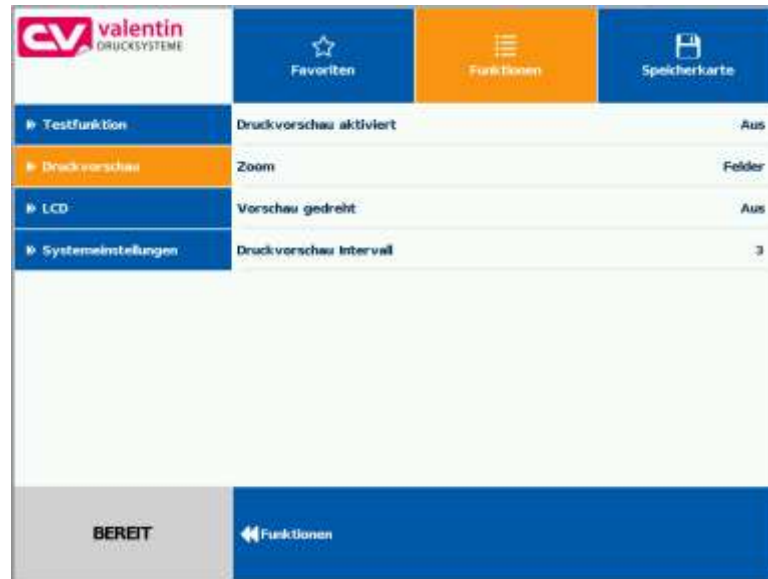 CV valentin
DRUCKSYSTEME
Favoriten
Funktionen
Speicherkarte
Testfunktion
Druckvorschau
LCD
Systemeinstellungen
Druckvorschau aktiviert Aus
Zoom Felder
Vorschau gedreht Aus
Druckvorschau Intervall 3
BEREIT
Funktionen